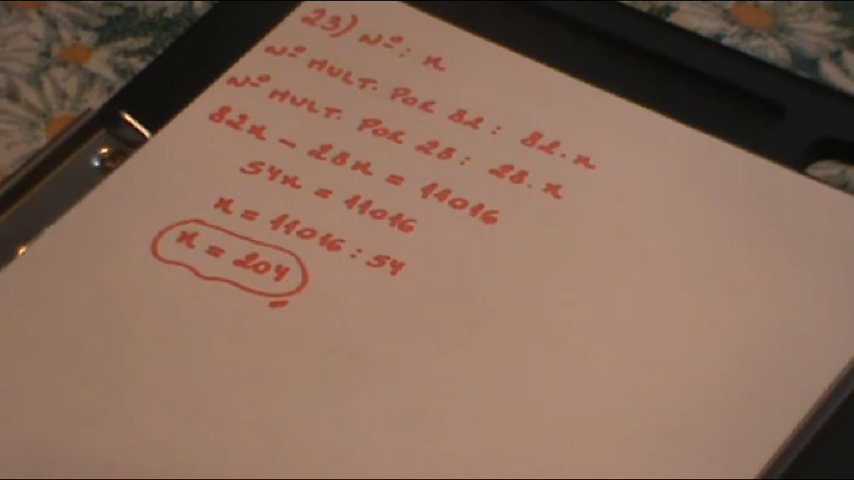 23) Nº: x
Nº MULT. POR 82: 82.x
Nº MULT. POR 28: 28.x
82x - 28x = 11016
54x = 11016
x = 11016 : 54
x = 204